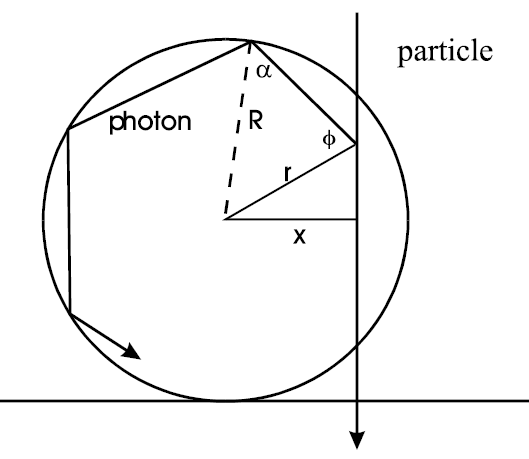 particle
α
photon
R
ϕ
r
x